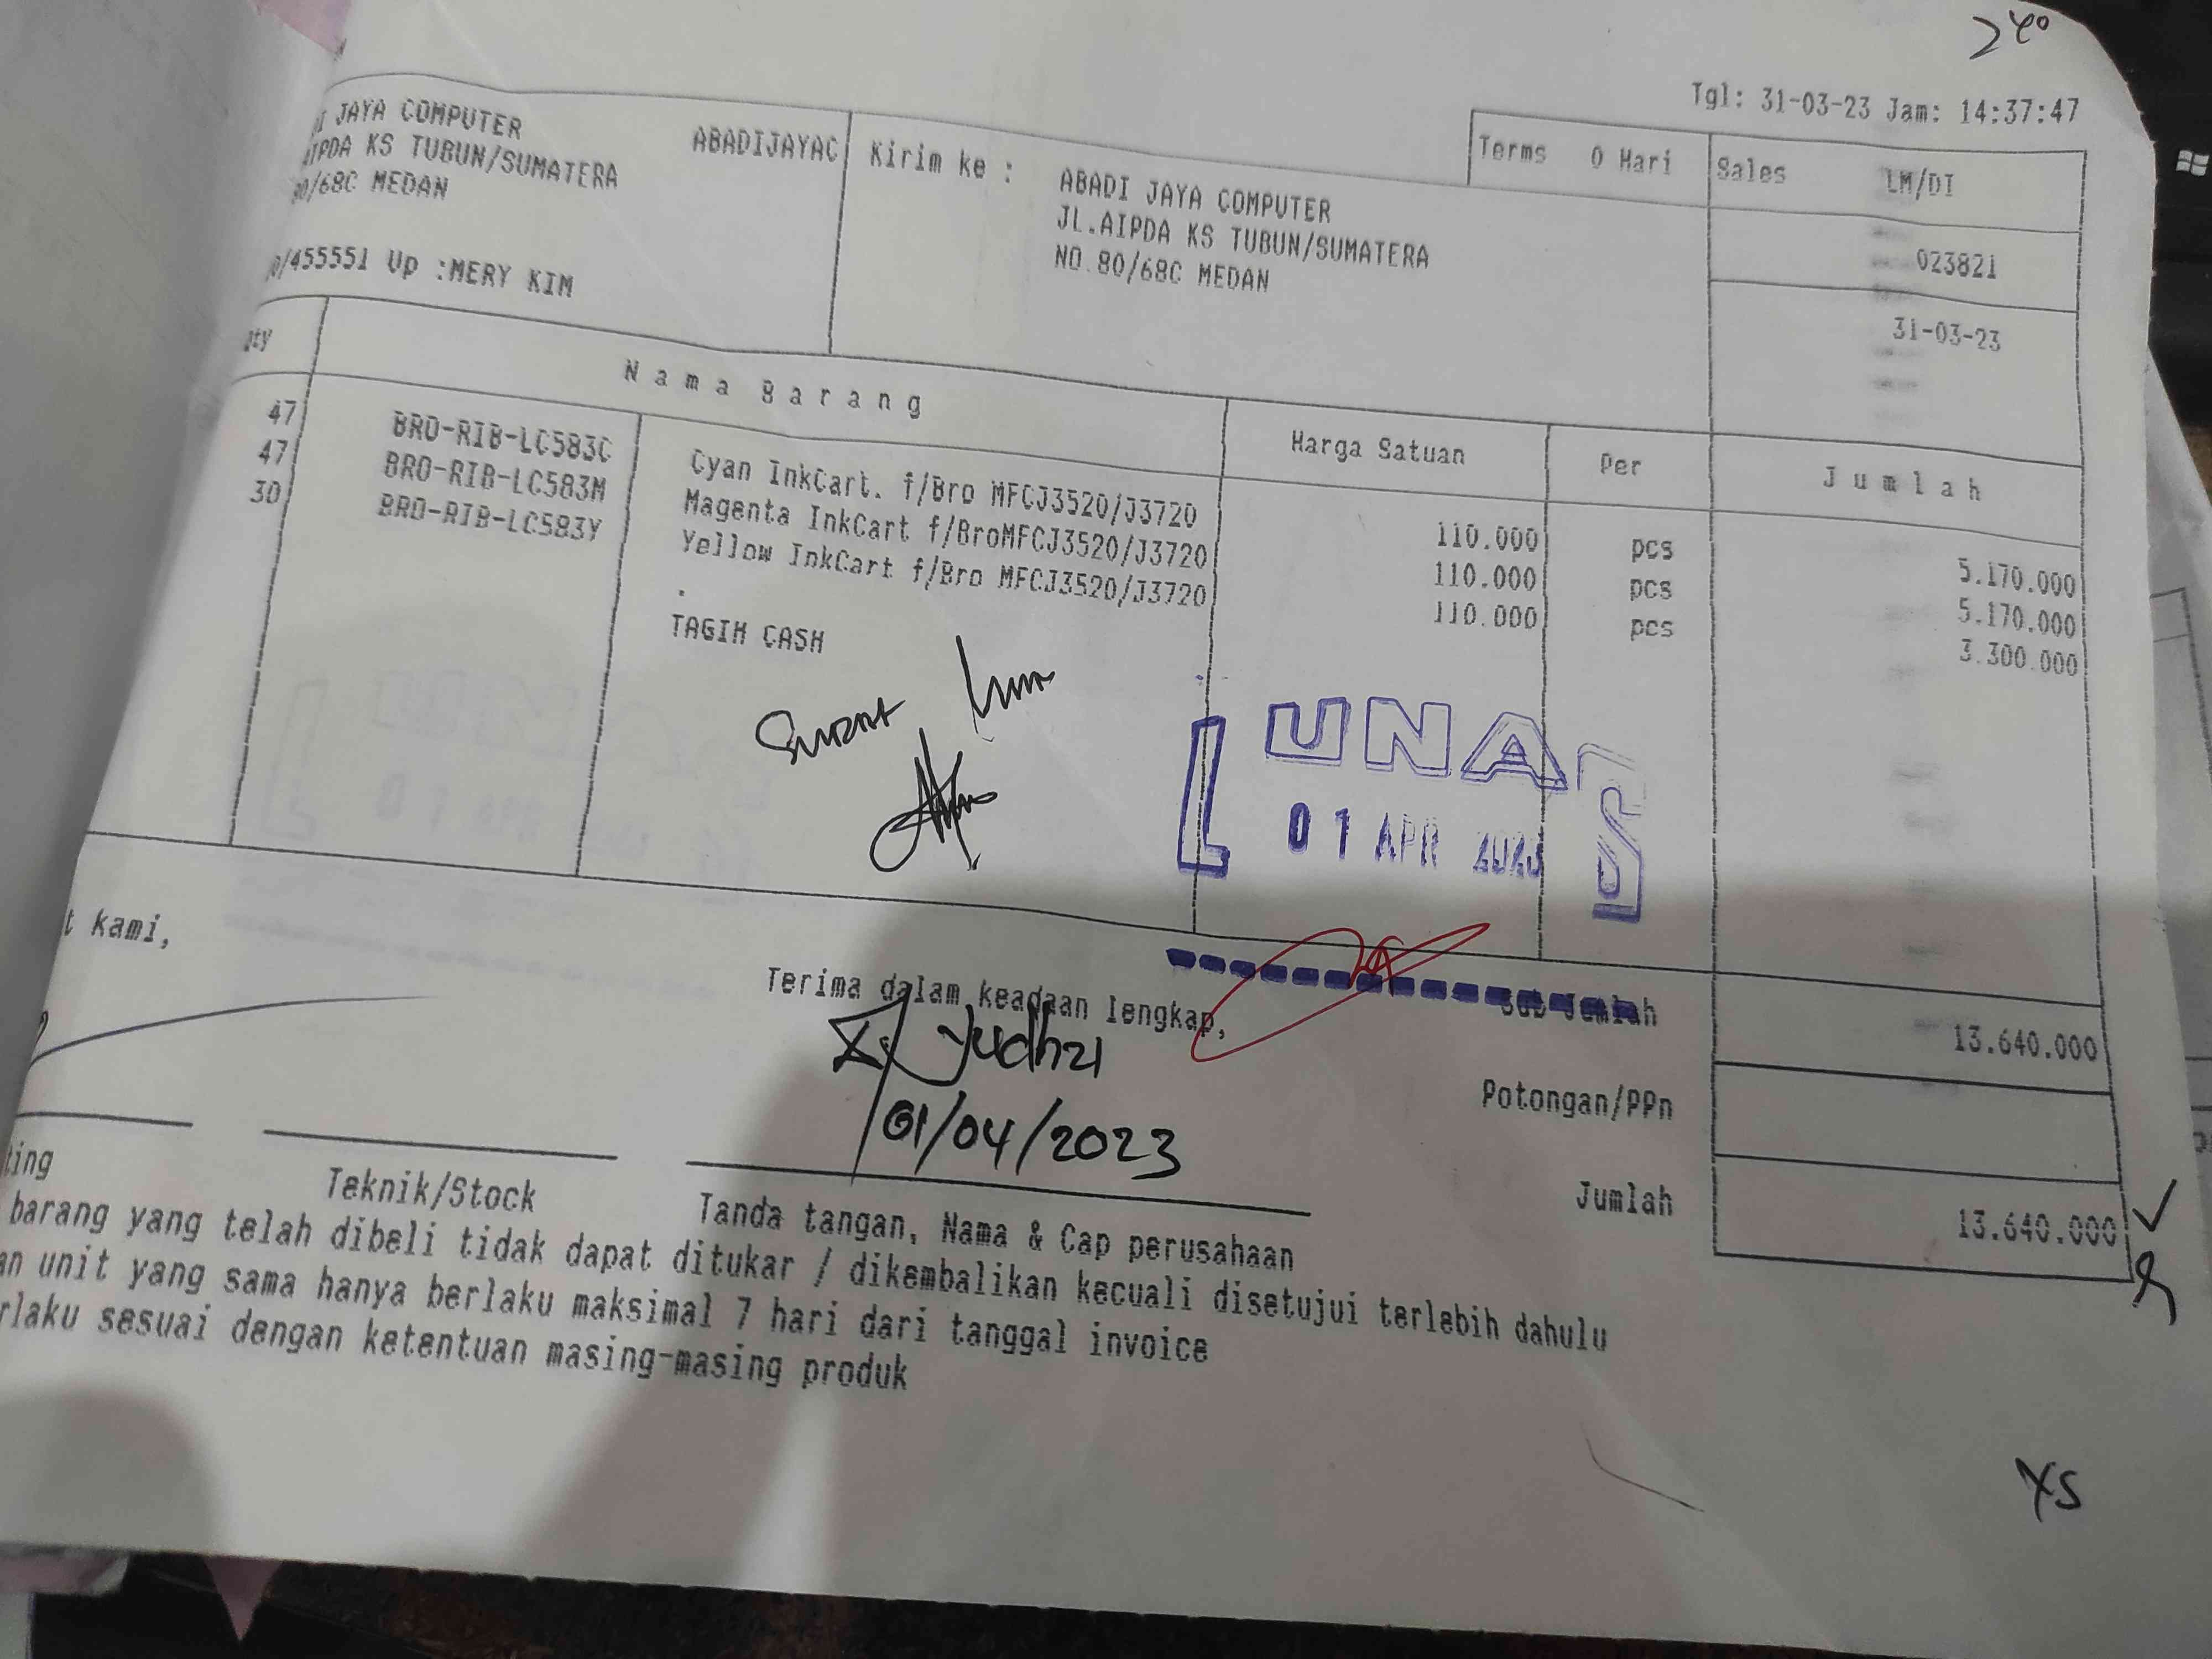 Tgl: 31-03-23 Jam: 14:37:47
JAYA COMPUTER ABADIJAYAC
AIPDA KS TUBUN/SUMATERA
80/68C MEDAN
/455551 Up :MERY KIM
Kirim ke : ABADI JAYA COMPUTER
JL.AIPDA KS TUBUN/SUMATERA
NO.80/68C MEDAN
Terms 0 Hari Sales LM/DI
023821
31-03-23
Nama Barang Harga Satuan Per Jumlah
47 BRO-RIB-LC583C Cyan InkCart. f/Bro MFCJ3520/J3720 110.000 pcs 5.170.000
47 BRO-RIB-LC583M Magenta InkCart f/BroMFCJ3520/J3720 110.000 pcs 5.170.000
30 BRO-RIB-LC583Y Yellow InkCart f/Bro MFCJ3520/J3720 110.000 pcs 3.300.000
.
TAGIH CASH
LUNAS
01 APR 2023
t kami,
Terima dalam keadaan lengkap,
Yudhzi
01/04/2023
Sub Jumlah 13.640.000
Potongan/PPn
Jumlah 13.640.000
ting Teknik/Stock Tanda tangan, Nama & Cap perusahaan
barang yang telah dibeli tidak dapat ditukar / dikembalikan kecuali disetujui terlebih dahulu
an unit yang sama hanya berlaku maksimal 7 hari dari tanggal invoice
rlaku sesuai dengan ketentuan masing-masing produk
YS